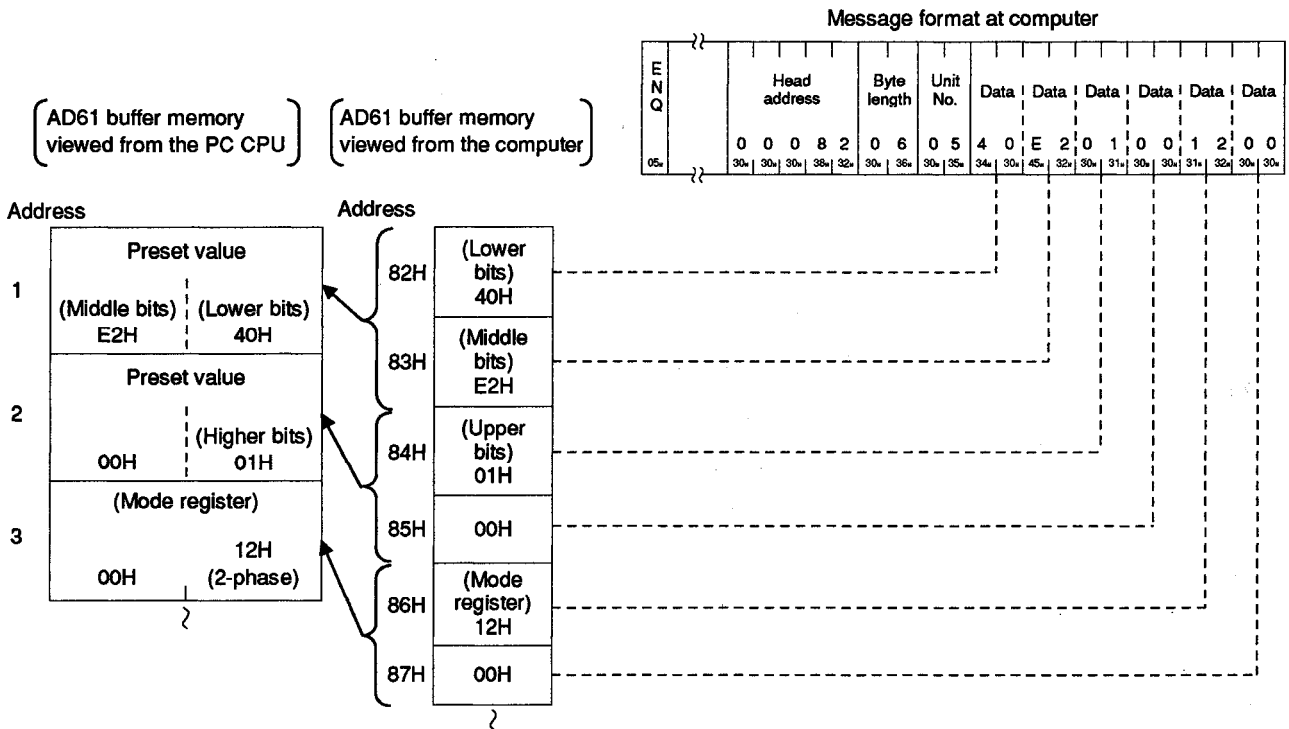 Message format at computer
E
N
Q
Head
address
Byte
length
Unit
No.
Data Data Data Data Data Data
0 0 0 8 2 0 6 0 5 4 0 E 2 0 1 0 0 1 2 0 0
05H 30H 30H 30H 38H 32H 30H 36H 30H 35H 34H 30H 45H 32H 30H 31H 30H 30H 31H 32H 30H 30H
AD61 buffer memory
viewed from the PC CPU
AD61 buffer memory
viewed from the computer
Address
1
Preset value
(Middle bits) (Lower bits)
E2H 40H
2
Preset value
(Higher bits)
00H 01H
3
(Mode register)
12H
00H (2-phase)
Address
82H
(Lower
bits)
40H
83H
(Middle
bits)
E2H
84H
(Upper
bits)
01H
85H
00H
86H
(Mode
register)
12H
87H
00H